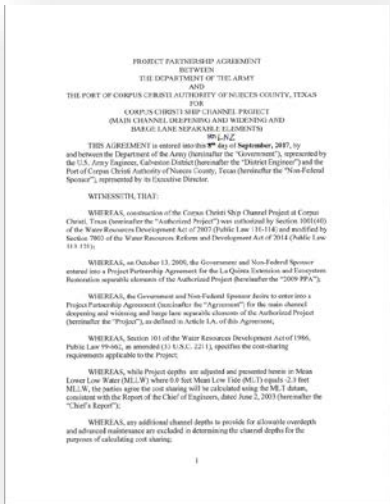 PROJECT PARTNERSHIP AGREEMENT
BETWEEN
THE DEPARTMENT OF THE ARMY
AND
THE PORT OF CORPUS CHRISTI AUTHORITY OF NUECES COUNTY, TEXAS
FOR
CORPUS CHRISTI SHIP CHANNEL PROJECT
(MAIN CHANNEL DEEPENING AND WIDENING AND
BARGE LANE SEPARABLE ELEMENTS)
THIS AGREEMENT is entered into this day of September, 2017, by
and between the Department of the Army (hereinafter the "Government"), represented by
the U.S. Army Engineer, Galveston District (hereinafter the "District Engineer") and the
Port of Corpus Christi Authority of Nueces County, Texas (hereinafter the "Non-Federal
Sponsor"), represented by its Executive Director.
WITNESSETH, THAT:
WHEREAS, construction of the Corpus Christi Ship Channel Project at Corpus
Christi, Texas (hereinafter the "Authorized Project") was authorized by Section 1001(40)
of the Water Resources Development Act of 2007 (Public Law 110-114) and modified by
Section 7003 of the Water Resources Reform and Development Act of 2014 (Public Law
113-121);
WHEREAS, on October 13, 2009, the Government and Non-Federal Sponsor
entered into a Project Partnership Agreement for the La Quinta Extension and Ecosystem
Restoration separable elements of the Authorized Project (hereinafter the "2009 PPA");
WHEREAS, the Government and Non-Federal Sponsor desire to enter into a
Project Partnership Agreement (hereinafter the "Agreement") for the main channel
deepening and widening and barge lane separable elements of the Authorized Project
(hereinafter the "Project"), as defined in Article I.A. of this Agreement,
WHEREAS, Section 101 of the Water Resources Development Act of 1986,
Public Law 99-662, as amended (33 U.S.C. 2211), specifies the cost-sharing
requirements applicable to the Project;
WHEREAS, while Project depths are adjusted and presented herein in Mean
Lower Low Water (MLLW) where 0.0 feet Mean Low Tide (MLT) equals feet
MLLW, the parties agree the cost sharing will be calculated using the MLT datum,
consistent with the Report of the Chief of Engineers, dated June 2, 2003 (hereinafter the
"Chief's Report");
WHEREAS, any additional channel depths to provide for allowable overdepth
and advanced maintenance are excluded in determining the channel depths for the
purposes of calculating cost sharing;
1